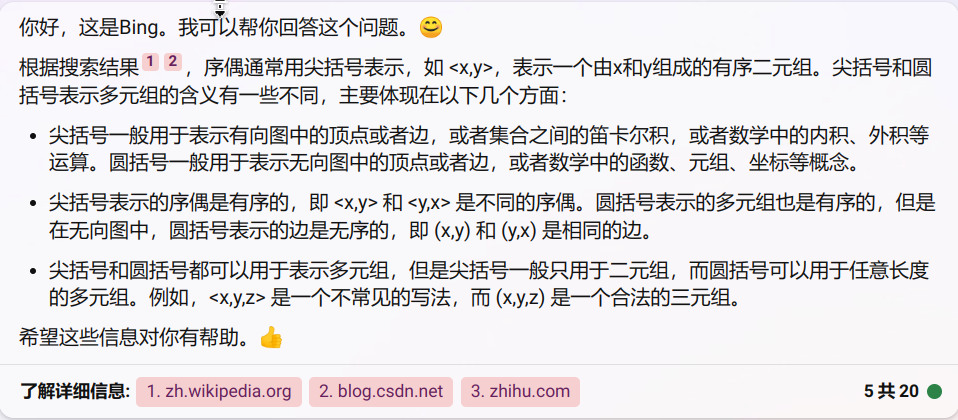 你好，这是Bing。我可以帮你回答这个问题。😊
根据搜索结果1 2，序偶通常用尖括号表示，如 <x,y>，表示一个由x和y组成的有序二元组。尖括号和圆
括号表示多元组的含义有一些不同，主要体现在以下几个方面：
• 尖括号一般用于表示有向图中的顶点或者边，或者集合之间的笛卡尔积，或者数学中的内积、外积等
运算。圆括号一般用于表示无向图中的顶点或者边，或者数学中的函数、元组、坐标等概念。
• 尖括号表示的序偶是有序的，即 <x,y> 和 <y,x> 是不同的序偶。圆括号表示的多元组也是有序的，但是
在无向图中，圆括号表示的边是无序的，即 (x,y) 和 (y,x) 是相同的边。
• 尖括号和圆括号都可以用于表示多元组，但是尖括号一般只用于二元组，而圆括号可以用于任意长度
的多元组。例如，<x,y,z> 是一个不常见的写法，而 (x,y,z) 是一个合法的三元组。
希望这些信息对你有帮助。👍
了解详细信息: 1. zh.wikipedia.org 2. blog.csdn.net 3. zhihu.com 5 共 20